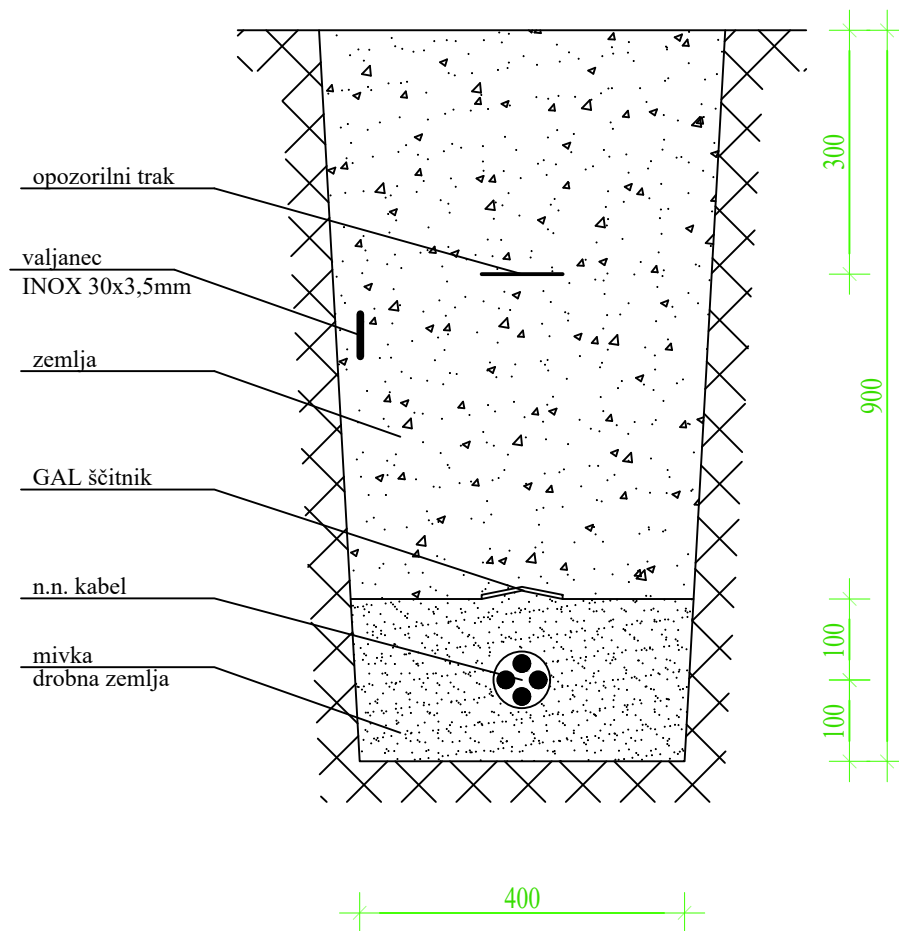 opozorilni trak
valjanec
INOX 30x3,5mm
zemlja
GAL ščitnik
n.n. kabel
mivka
drobna zemlja
300
900
100
100
400